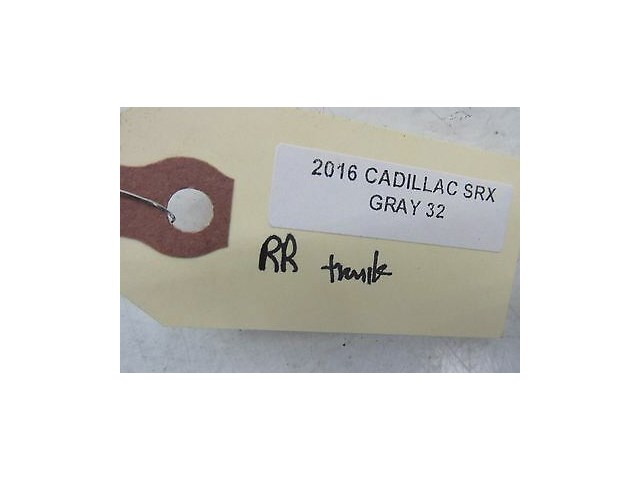 2016 CADILLAC SRX
GRAY 32
RR trunk